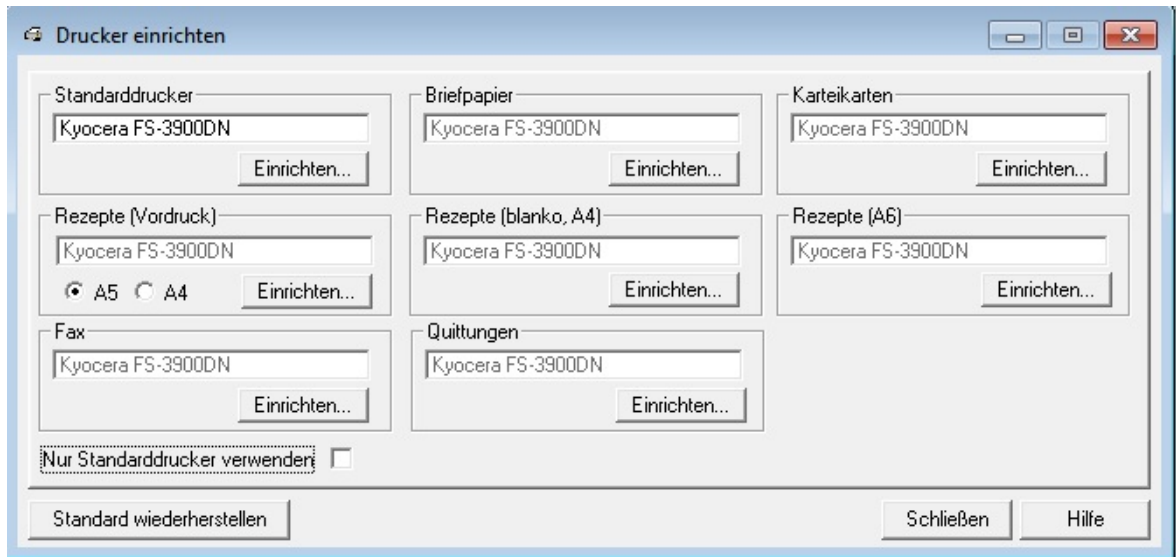 Drucker einrichten
Standarddrucker
Kyocera FS-3900DN
Einrichten...
Briefpapier
Kyocera FS-3900DN
Einrichten...
Karteikarten
Kyocera FS-3900DN
Einrichten...
Rezepte (Vordruck)
Kyocera FS-3900DN
A5 A4 Einrichten...
Rezepte (blanko, A4)
Kyocera FS-3900DN
Einrichten...
Rezepte (A6)
Kyocera FS-3900DN
Einrichten...
Fax
Kyocera FS-3900DN
Einrichten...
Quittungen
Kyocera FS-3900DN
Einrichten...
Nur Standarddrucker verwenden
Standard wiederherstellen
Schließen
Hilfe